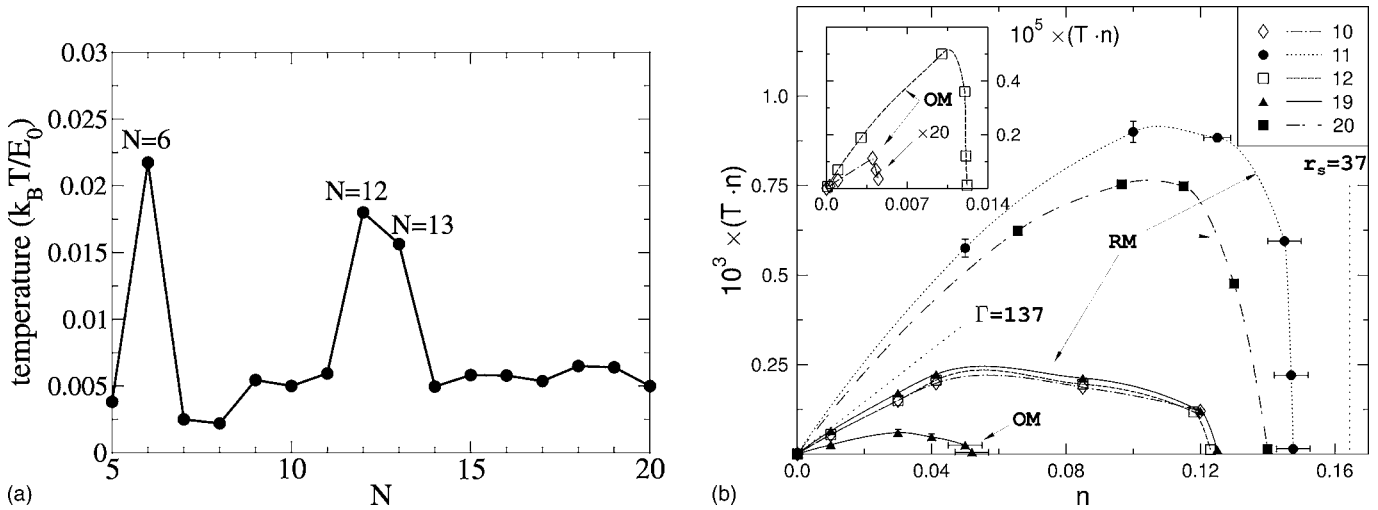 0.03
0.025
0.02
0.015
0.01
0.005
0
temperature (k_B T/E_0)
N=6
N=12
N=13
5 10 15 20
N
(a)
10^3 × (T · n)
1.0
0.75
0.5
0.25
10^5 × (T · n)
0.4
0.2
OM
×20
0.0 0.007 0.014
10
11
12
19
20
r_s=37
RM
Γ=137
OM
0.00 0.04 0.08 0.12 0.16
n
(b)